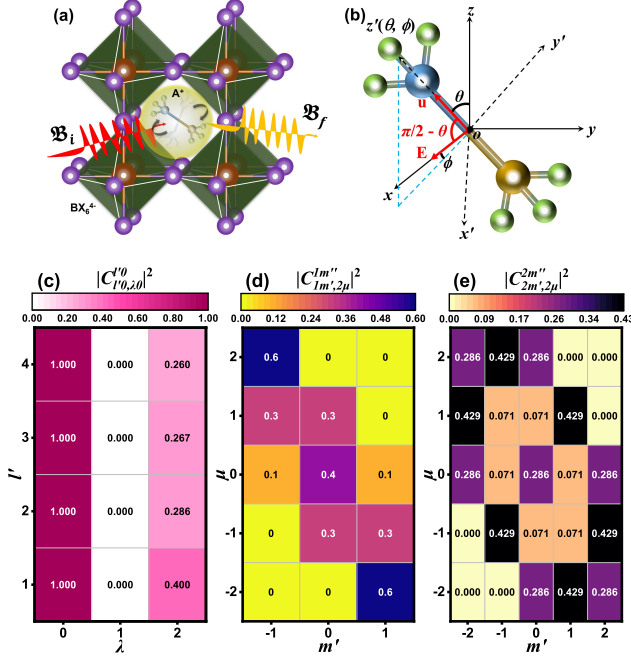 (a)
A⁺
𝔅i
𝔅f
BX₆⁴⁻
(b)
z
z'(θ, ϕ)
y'
θ
u
o
y
π/2 - θ
E
ϕ
x
x'
(c)
|C^{l'0}_{l'0,λ0}|²
0.00 0.20 0.40 0.60 0.80 1.00
4 1.000 0.000 0.260
3 1.000 0.000 0.267
l'
2 1.000 0.000 0.286
1 1.000 0.000 0.400
0 1 2
λ
(d)
|C^{1m''}_{1m',2μ}|²
0.00 0.12 0.24 0.36 0.48 0.60
2 0.6 0 0
1 0.3 0.3 0
μ
0 0.1 0.4 0.1
-1 0 0.3 0.3
-2 0 0 0.6
-1 0 1
m'
(e)
|C^{2m''}_{2m',2μ}|²
0.00 0.09 0.17 0.26 0.34 0.43
2 0.286 0.429 0.286 0.000 0.000
1 0.429 0.071 0.071 0.429 0.000
μ
0 0.286 0.071 0.286 0.071 0.286
-1 0.000 0.429 0.071 0.071 0.429
-2 0.000 0.000 0.286 0.429 0.286
-2 -1 0 1 2
m'